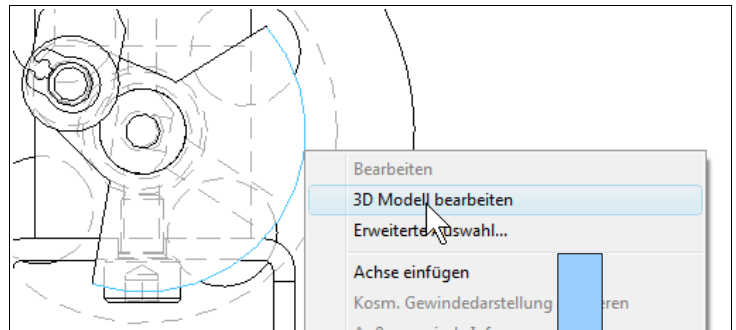 Bearbeiten
3D Modell bearbeiten
Erweiterte
Achse einfügen
Kosm. Gewindedarstellung